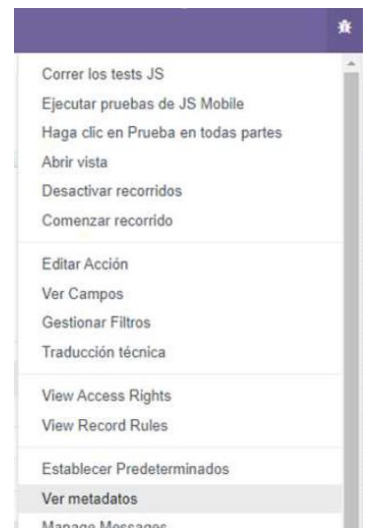 Correr los tests JS
Ejecutar pruebas de JS Mobile
Haga clic en Prueba en todas partes
Abrir vista
Desactivar recorridos
Comenzar recorrido
Editar Acción
Ver Campos
Gestionar Filtros
Traducción técnica
View Access Rights
View Record Rules
Establecer Predeterminados
Ver metadatos
Manage Messages